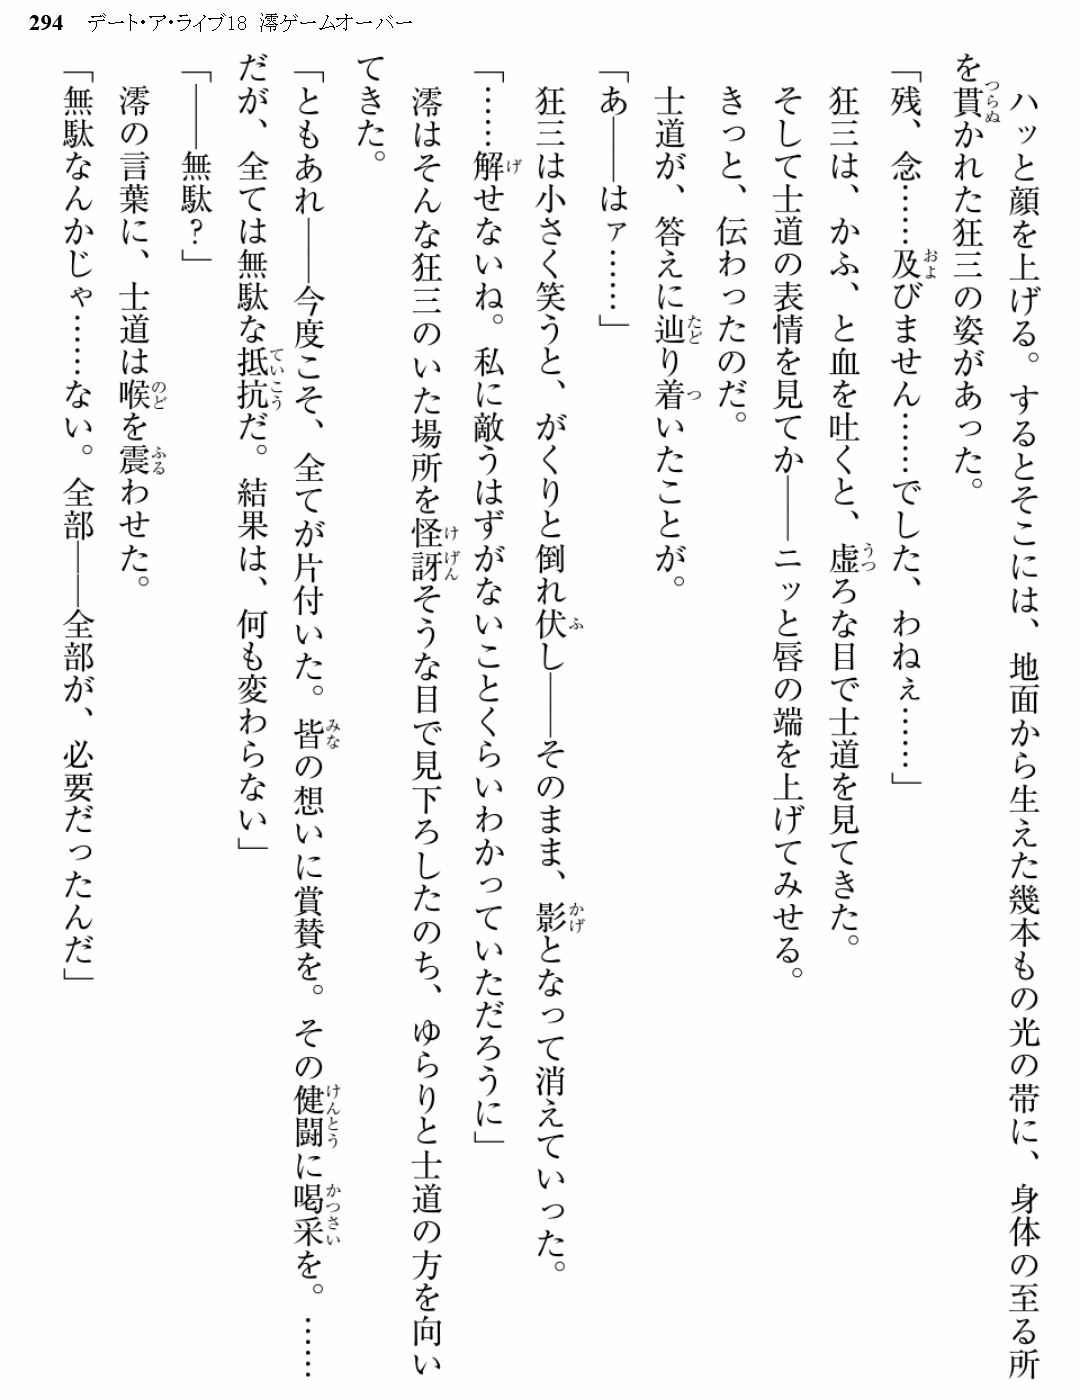 294 デート・ア・ライブ18 澪ゲームオーバー
ハッと顔を上げる。するとそこには、地面から生えた幾本もの光の帯に、身体の至る所
を貫かれた狂三の姿があった。
「残、念……及びません……でした、わねぇ……」
狂三は、かふ、と血を吐くと、虚ろな目で士道を見てきた。
そして士道の表情を見てか――ニッと唇の端を上げてみせる。
きっと、伝わったのだ。
士道が、答えに辿り着いたことが。
「あ――はァ……」
狂三は小さく笑うと、がくりと倒れ伏し――そのまま、影となって消えていった。
「……解せないね。私に敵うはずがないことくらいわかっていただろうに」
澪はそんな狂三のいた場所を怪訝そうな目で見下ろしたのち、ゆらりと士道の方を向い
てきた。
「ともあれ――今度こそ、全てが片付いた。皆の想いに賞賛を。その健闘に喝采を。……
だが、全ては無駄な抵抗だ。結果は、何も変わらない」
「――無駄？」
澪の言葉に、士道は喉を震わせた。
「無駄なんかじゃ……ない。全部――全部が、必要だったんだ」